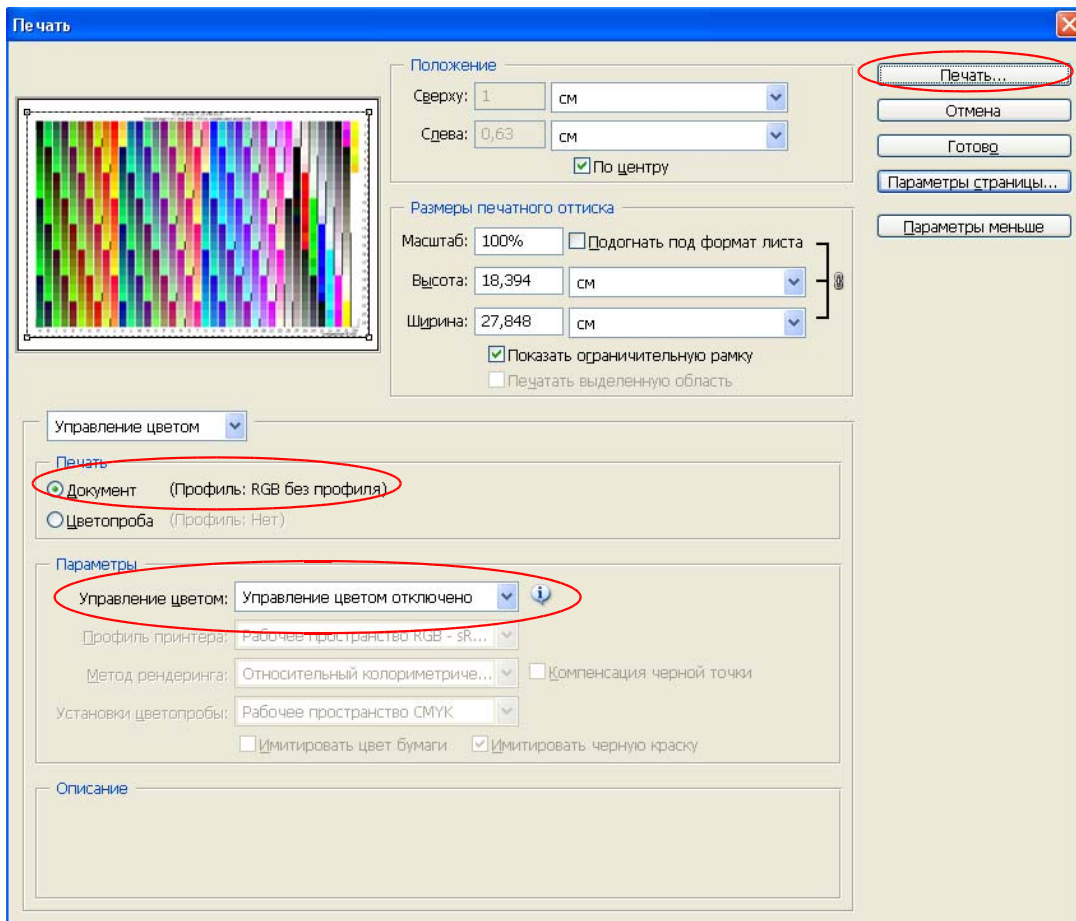 Печать
Положение
Сверху: 1 см
Слева: 0,63 см
По центру
Размеры печатного оттиска
Масштаб: 100% Подогнать под формат листа
Высота: 18,394 см
Ширина: 27,848 см
Показать ограничительную рамку
Печатать выделенную область
Печать...
Отмена
Готово
Параметры страницы...
Параметры меньше
Управление цветом
Печать
Документ (Профиль: RGB без профиля)
Цветопроба (Профиль: Нет)
Параметры
Управление цветом: Управление цветом отключено
Профиль принтера: Рабочее пространство RGB - sR...
Метод рендеринга: Относительный колориметриче... Компенсация черной точки
Установки цветопробы: Рабочее пространство CMYK
Имитировать цвет бумаги Имитировать черную краску
Описание